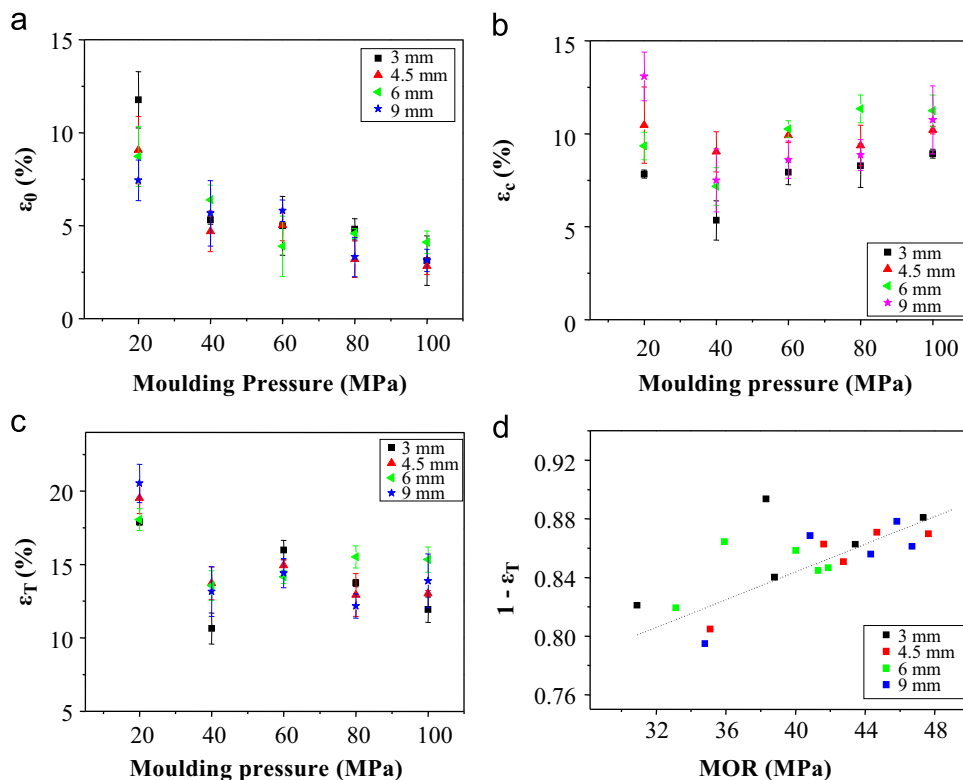 a
15
10
5
0
ε0 (%)
3 mm
4.5 mm
6 mm
9 mm
20 40 60 80 100
Moulding Pressure (MPa)
b
15
10
5
0
εc (%)
3 mm
4.5 mm
6 mm
9 mm
20 40 60 80 100
Moulding pressure (MPa)
c
20
15
10
5
εT (%)
3 mm
4.5 mm
6 mm
9 mm
20 40 60 80 100
Moulding pressure (MPa)
d
0.92
0.88
0.84
0.80
0.76
1 - εT
3 mm
4.5 mm
6 mm
9 mm
32 36 40 44 48
MOR (MPa)